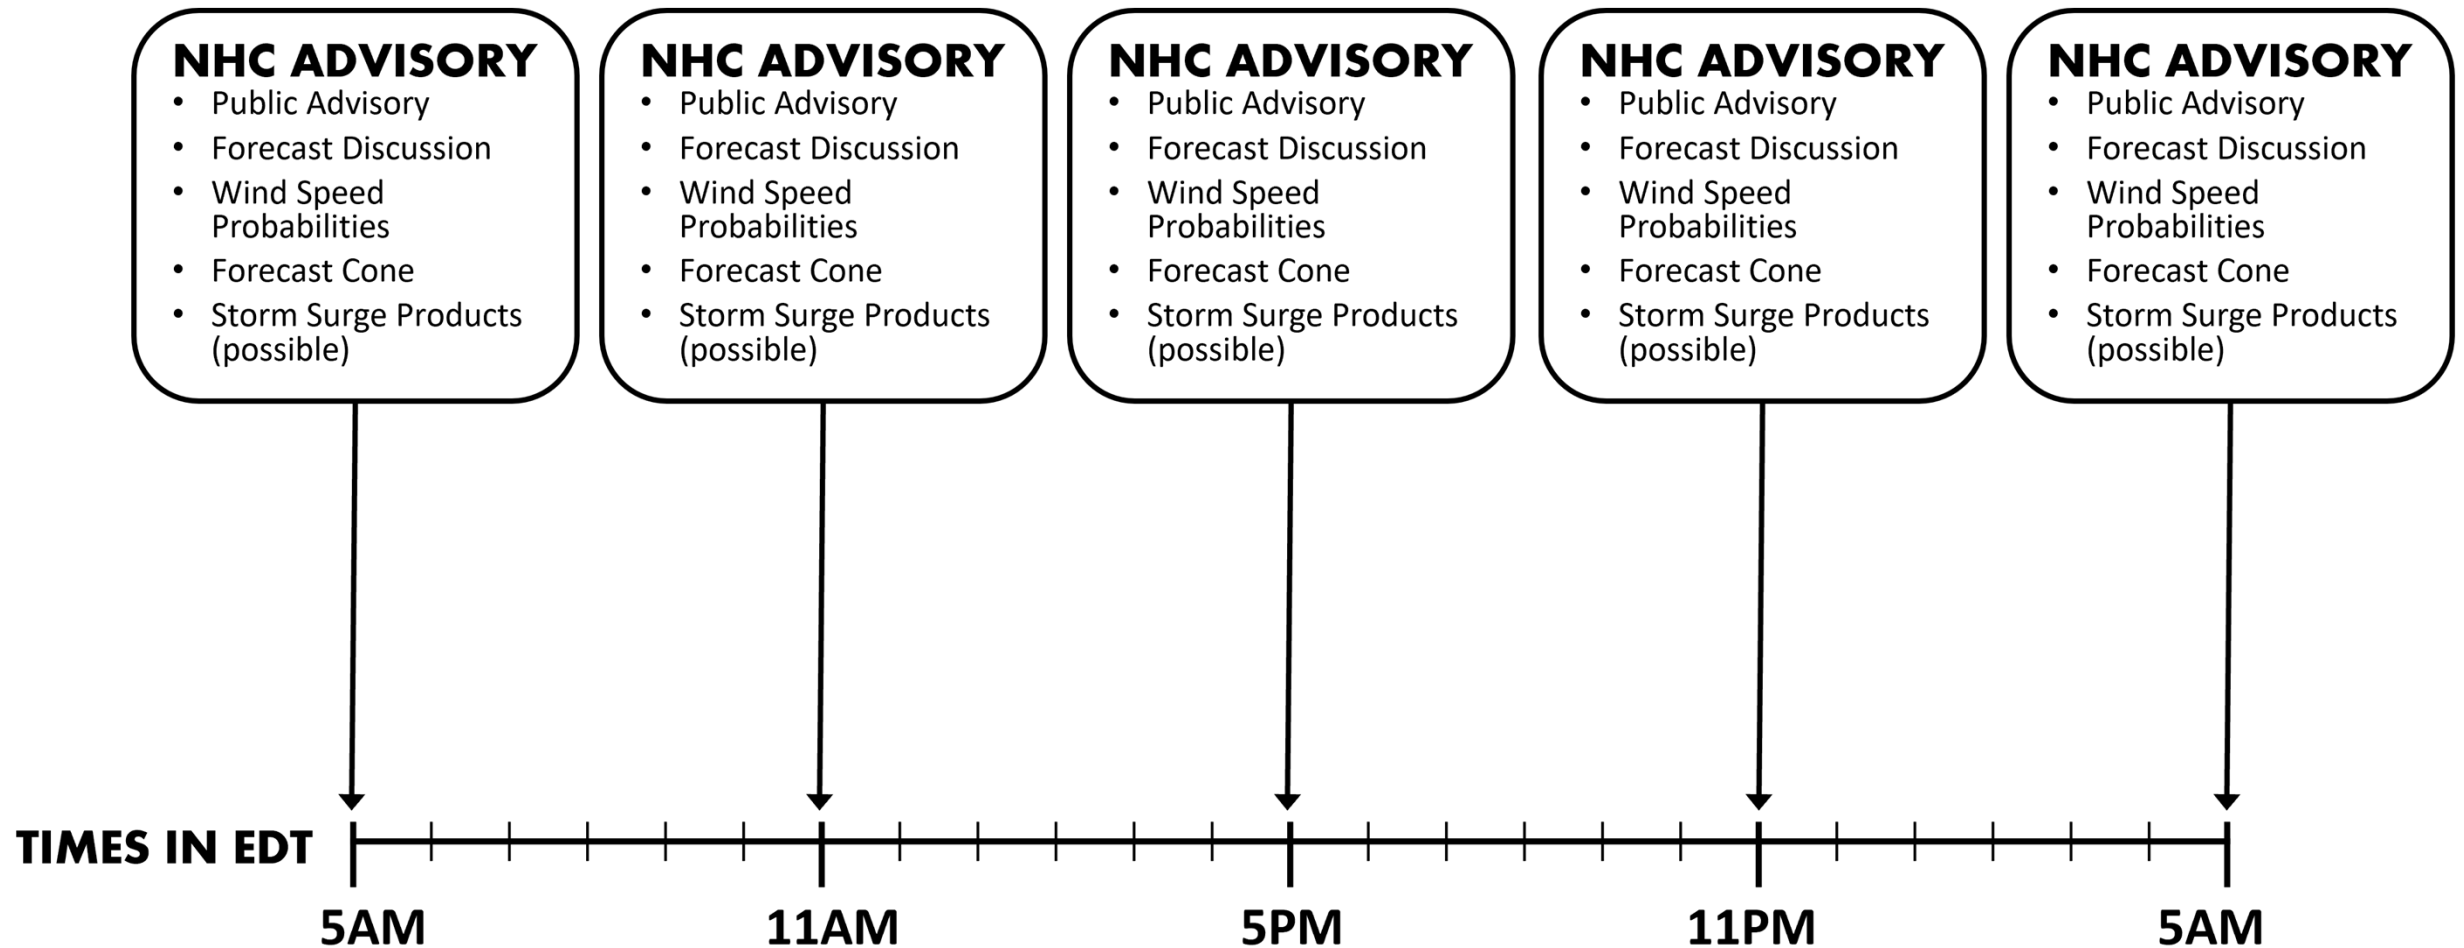 NHC ADVISORY
• Public Advisory
• Forecast Discussion
• Wind Speed
Probabilities
• Forecast Cone
• Storm Surge Products
(possible)
NHC ADVISORY
• Public Advisory
• Forecast Discussion
• Wind Speed
Probabilities
• Forecast Cone
• Storm Surge Products
(possible)
NHC ADVISORY
• Public Advisory
• Forecast Discussion
• Wind Speed
Probabilities
• Forecast Cone
• Storm Surge Products
(possible)
NHC ADVISORY
• Public Advisory
• Forecast Discussion
• Wind Speed
Probabilities
• Forecast Cone
• Storm Surge Products
(possible)
NHC ADVISORY
• Public Advisory
• Forecast Discussion
• Wind Speed
Probabilities
• Forecast Cone
• Storm Surge Products
(possible)
TIMES IN EDT
5AM
11AM
5PM
11PM
5AM